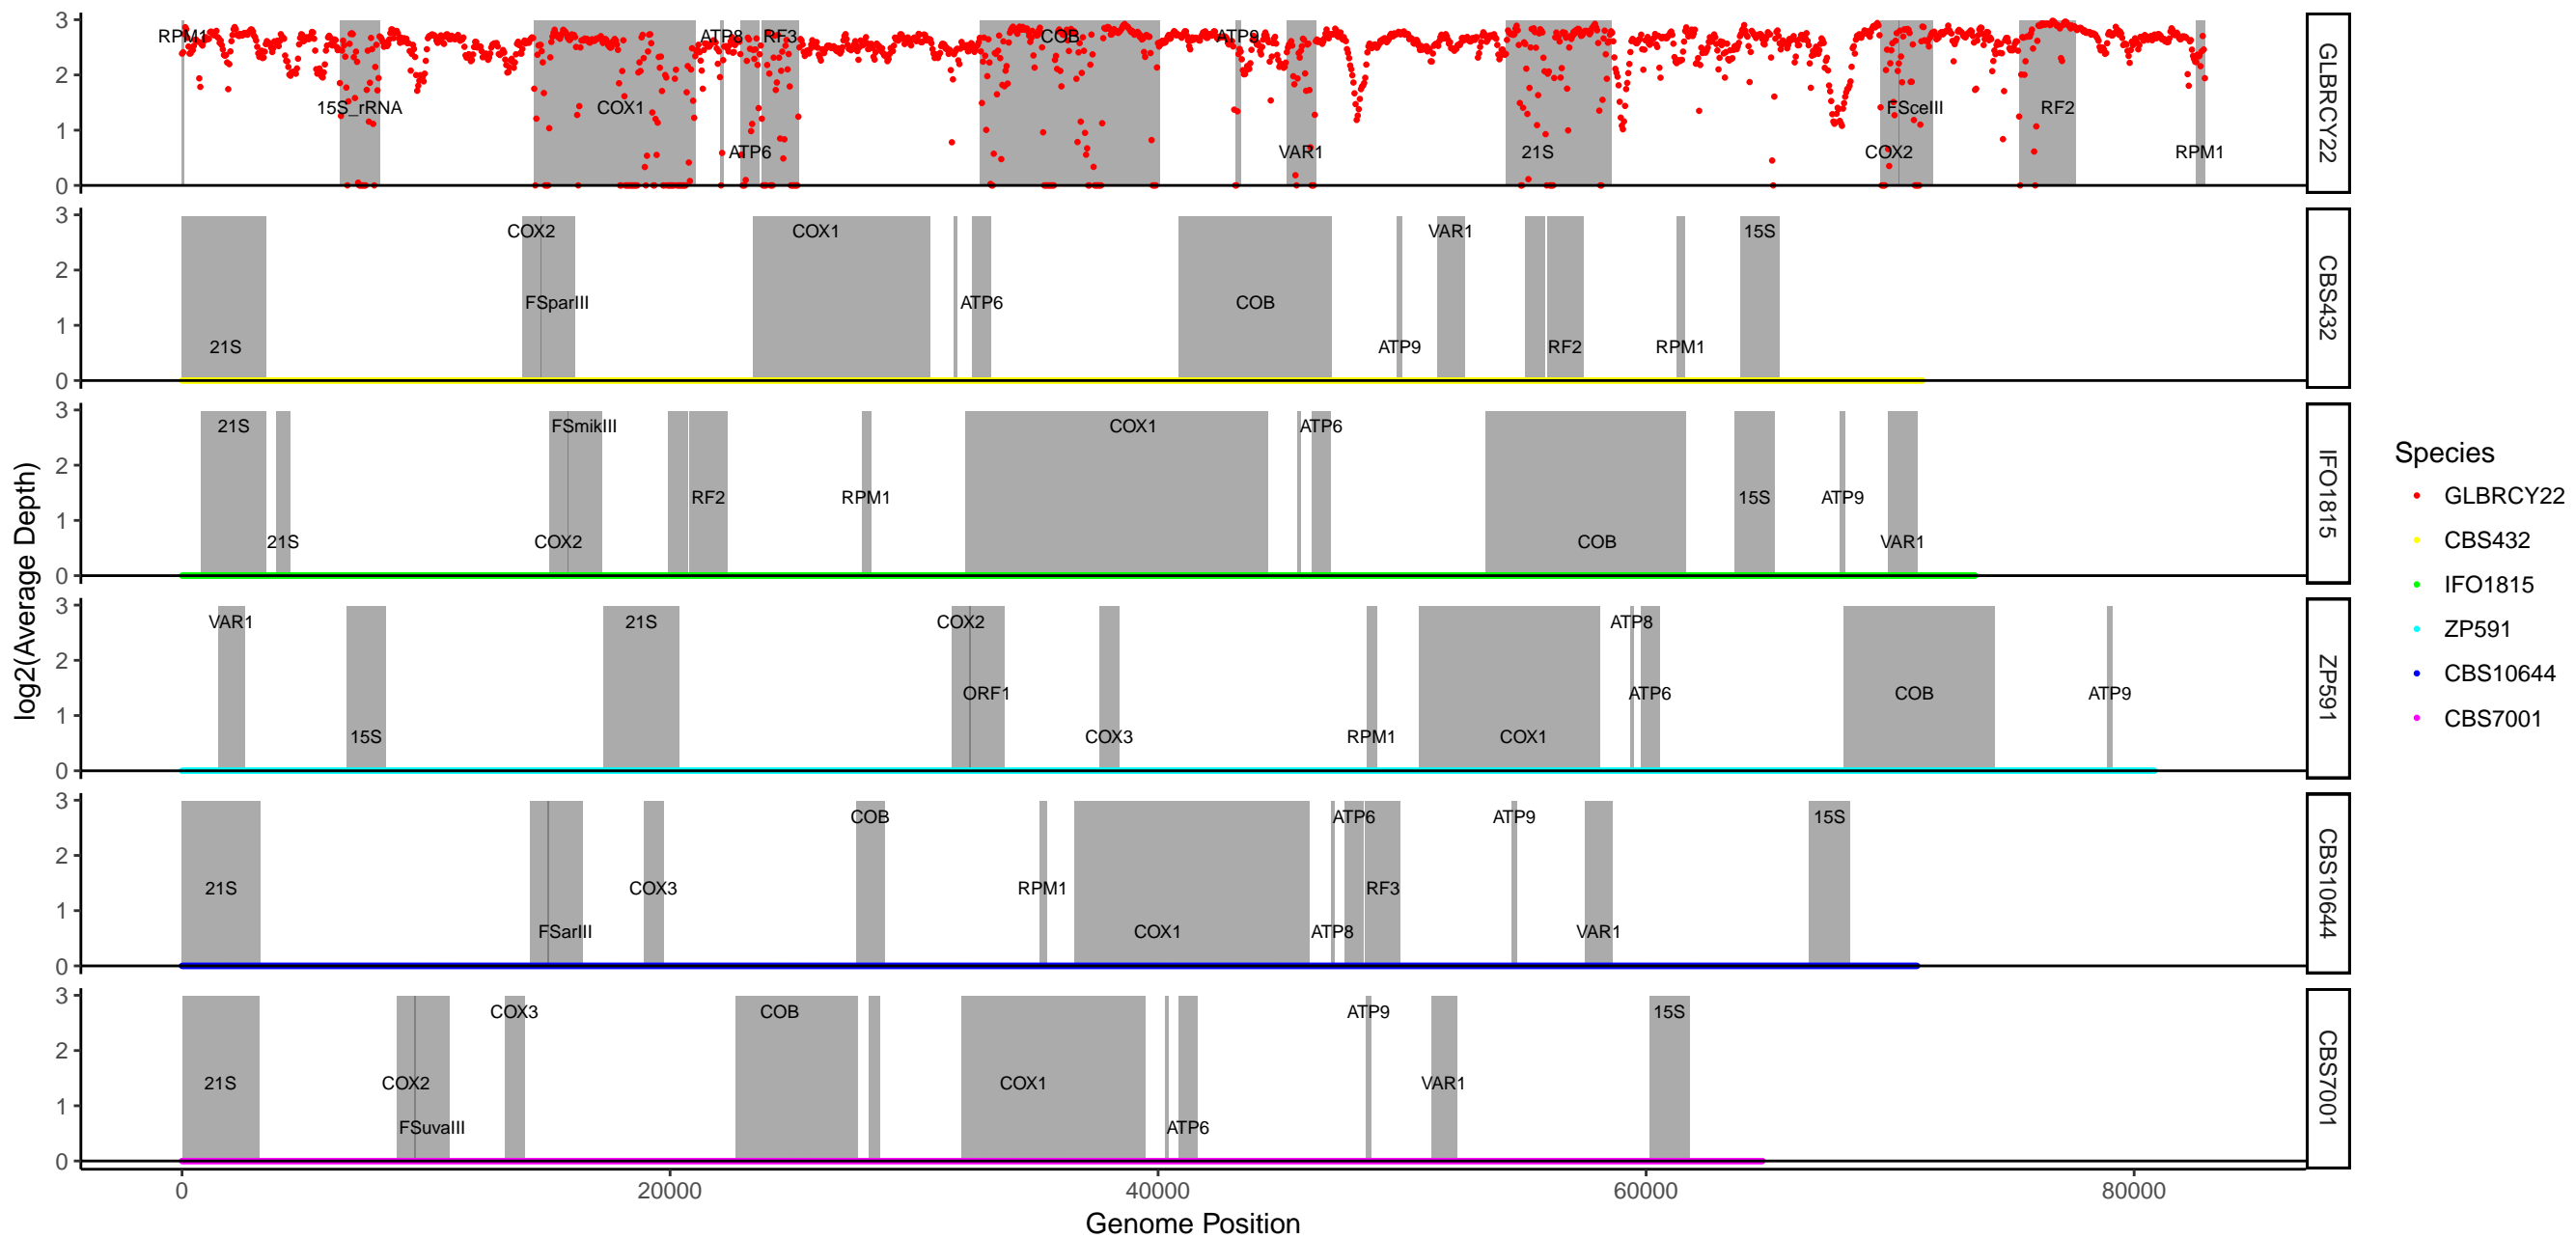 log2(Average Depth)
3
2
1
0
RPM1
ATP8
RF3
COB
ATP9
15S_rRNA
COX1
FSceIII
RF2
ATP6
VAR1
21S
COX2
RPM1
GLBRCY22
3
2
1
0
COX2
COX1
VAR1
15S
FSparIII
ATP6
COB
21S
ATP9
RF2
RPM1
CBS432
3
2
1
0
21S
FSmikIII
COX1
ATP6
RF2
RPM1
15S
ATP9
21S
COX2
COB
VAR1
IFO1815
3
2
1
0
VAR1
21S
COX2
ATP8
ORF1
ATP6
COB
ATP9
15S
COX3
RPM1
COX1
ZP591
3
2
1
0
COB
ATP6
ATP9
15S
21S
COX3
RPM1
RF3
FSarIII
COX1
ATP8
VAR1
CBS10644
3
2
1
0
COX3
COB
ATP9
15S
21S
COX2
COX1
VAR1
FSuvaIII
ATP6
CBS7001
0
20000
40000
60000
80000
Genome Position
Species
GLBRCY22
CBS432
IFO1815
ZP591
CBS10644
CBS7001